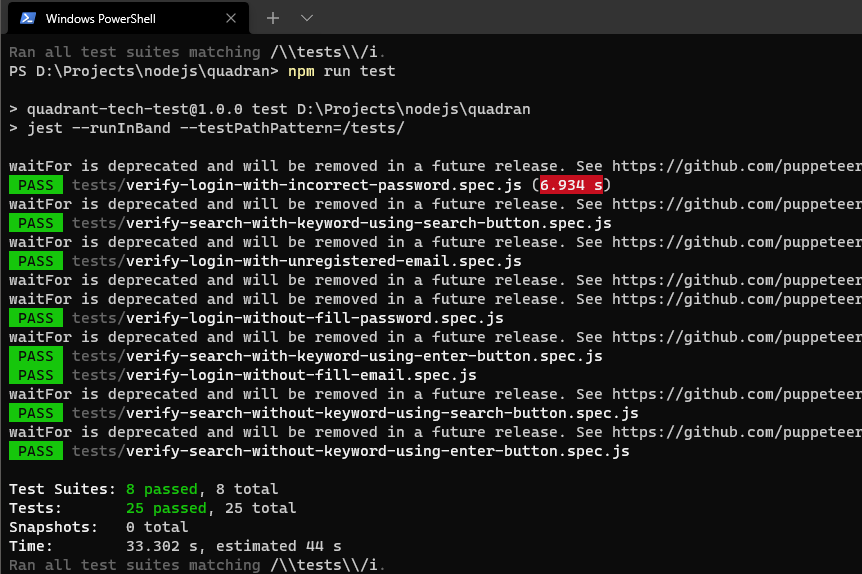 Windows PowerShell
Ran all test suites matching /\\tests\\/i.
PS D:\Projects\nodejs\quadran> npm run test
> quadrant-tech-test@1.0.0 test D:\Projects\nodejs\quadran
> jest --runInBand --testPathPattern=/tests/
waitFor is deprecated and will be removed in a future release. See https://github.com/puppeteer
PASS tests/verify-login-with-incorrect-password.spec.js (6.934 s)
waitFor is deprecated and will be removed in a future release. See https://github.com/puppeteer
PASS tests/verify-search-with-keyword-using-search-button.spec.js
waitFor is deprecated and will be removed in a future release. See https://github.com/puppeteer
PASS tests/verify-login-with-unregistered-email.spec.js
waitFor is deprecated and will be removed in a future release. See https://github.com/puppeteer
waitFor is deprecated and will be removed in a future release. See https://github.com/puppeteer
PASS tests/verify-login-without-fill-password.spec.js
waitFor is deprecated and will be removed in a future release. See https://github.com/puppeteer
PASS tests/verify-search-with-keyword-using-enter-button.spec.js
PASS tests/verify-login-without-fill-email.spec.js
waitFor is deprecated and will be removed in a future release. See https://github.com/puppeteer
PASS tests/verify-search-without-keyword-using-search-button.spec.js
waitFor is deprecated and will be removed in a future release. See https://github.com/puppeteer
PASS tests/verify-search-without-keyword-using-enter-button.spec.js
Test Suites: 8 passed, 8 total
Tests: 25 passed, 25 total
Snapshots: 0 total
Time: 33.302 s, estimated 44 s
Ran all test suites matching /\\tests\\/i.